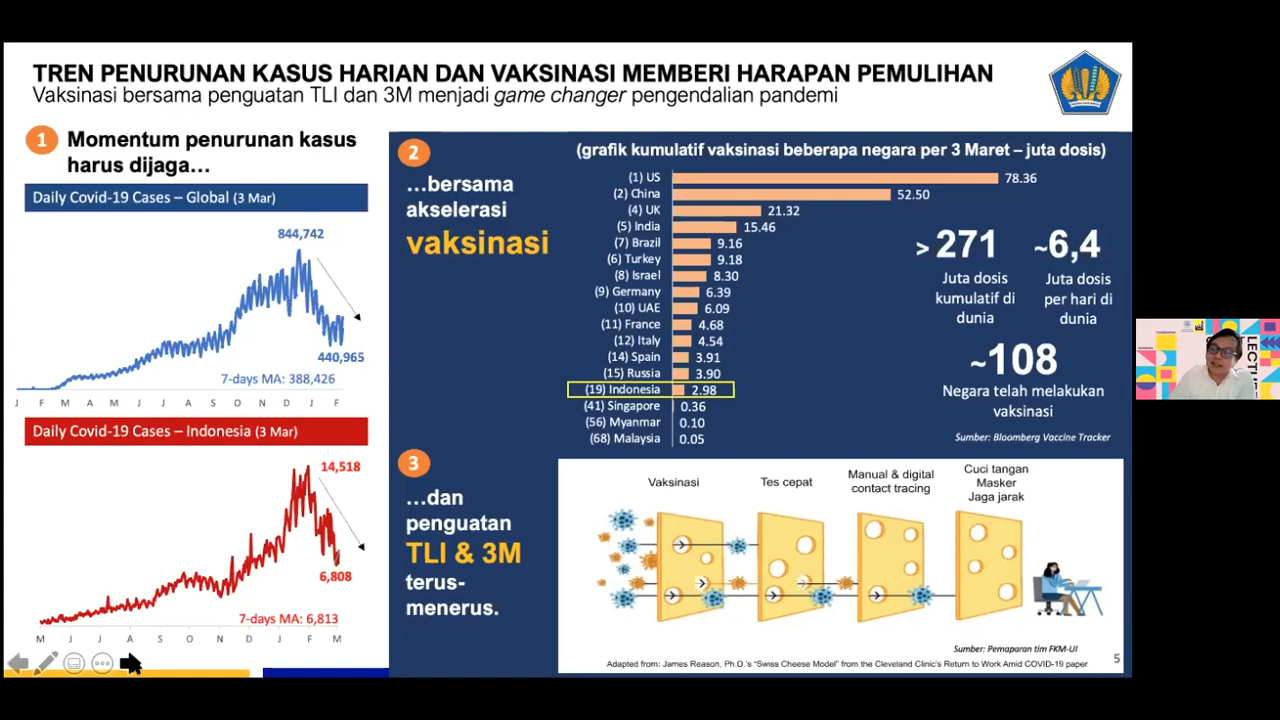 TREN PENURUNAN KASUS HARIAN DAN VAKSINASI MEMBERI HARAPAN PEMULIHAN
Vaksinasi bersama penguatan TLI dan 3M menjadi game changer pengendalian pandemi
1
Momentum penurunan kasus
harus dijaga...
Daily Covid-19 Cases – Global (3 Mar)
844,742
440,965
7-days MA: 388,426
J F M A M J J A S O N D J F
Daily Covid-19 Cases – Indonesia (3 Mar)
14,518
6,808
7-days MA: 6,813
M J J A S O N D J F M
2
...bersama
akselerasi
vaksinasi
(grafik kumulatif vaksinasi beberapa negara per 3 Maret – juta dosis)
(1) US 78.36
(2) China 52.50
(4) UK 21.32
(5) India 15.46
(7) Brazil 9.16
(6) Turkey 9.18
(8) Israel 8.30
(9) Germany 6.39
(10) UAE 6.09
(11) France 4.68
(12) Italy 4.54
(14) Spain 3.91
(15) Russia 3.90
(19) Indonesia 2.98
(41) Singapore 0.36
(56) Myanmar 0.10
(68) Malaysia 0.05
> 271
Juta dosis
kumulatif di
dunia
~6,4
Juta dosis
per hari di
dunia
~108
Negara telah melakukan
vaksinasi
Sumber: Bloomberg Vaccine Tracker
3
...dan
penguatan
TLI & 3M
terus-
menerus.
Vaksinasi
Tes cepat
Manual & digital
contact tracing
Cuci tangan
Masker
Jaga jarak
Sumber: Pemaparan tim FKM-UI
Adapted from: James Reason, Ph.D.'s "Swiss Cheese Model" from the Cleveland Clinic's Return to Work Amid COVID-19 paper
5
LECTURE